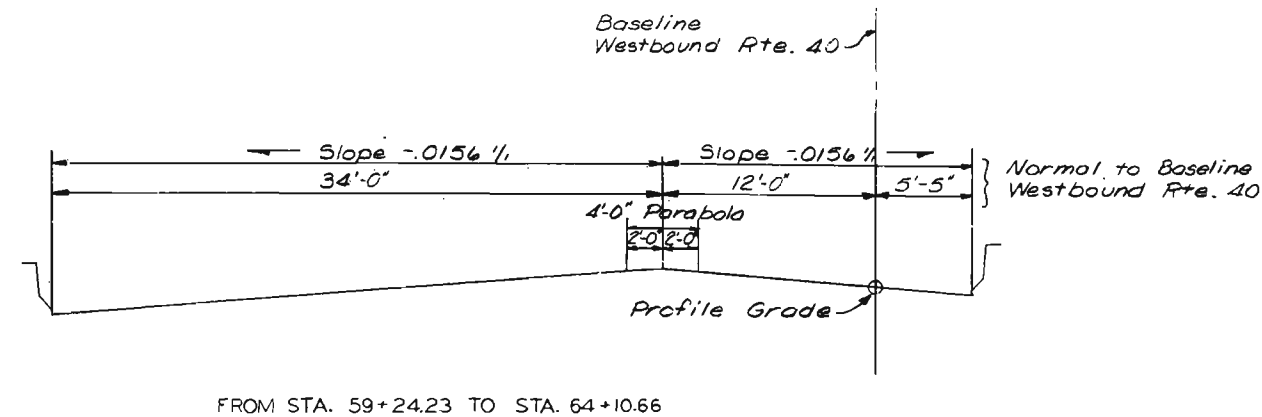 Baseline
Westbound Rte. 40
Slope -.0156 '/,
Slope -.0156 '/,
34'-0"
12'-0"
5'-5"
Normal to Baseline
Westbound Rte. 40
4'-0" Parabola
2'-0"
2'-0"
Profile Grade
FROM STA. 59+24.23 TO STA. 64+10.66